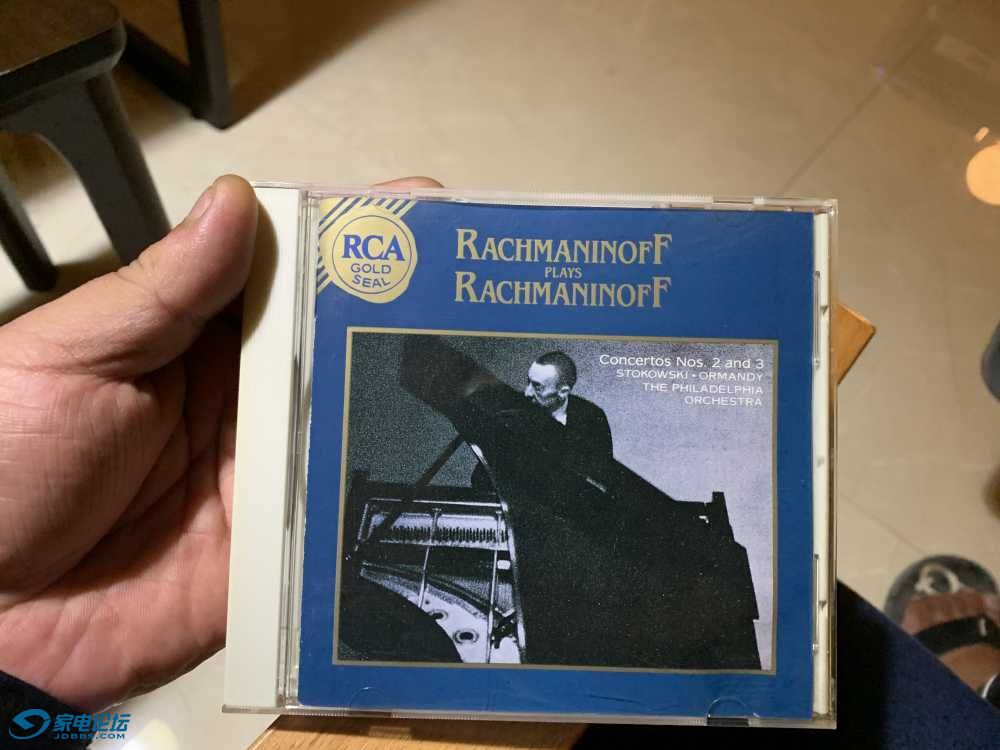 RCA
GOLD
SEAL
RACHMANINOFF
PLAYS
RACHMANINOFF
Concertos Nos. 2 and 3
STOKOWSKI • ORMANDY
THE PHILADELPHIA
ORCHESTRA
家电论坛
JDBBS.COM